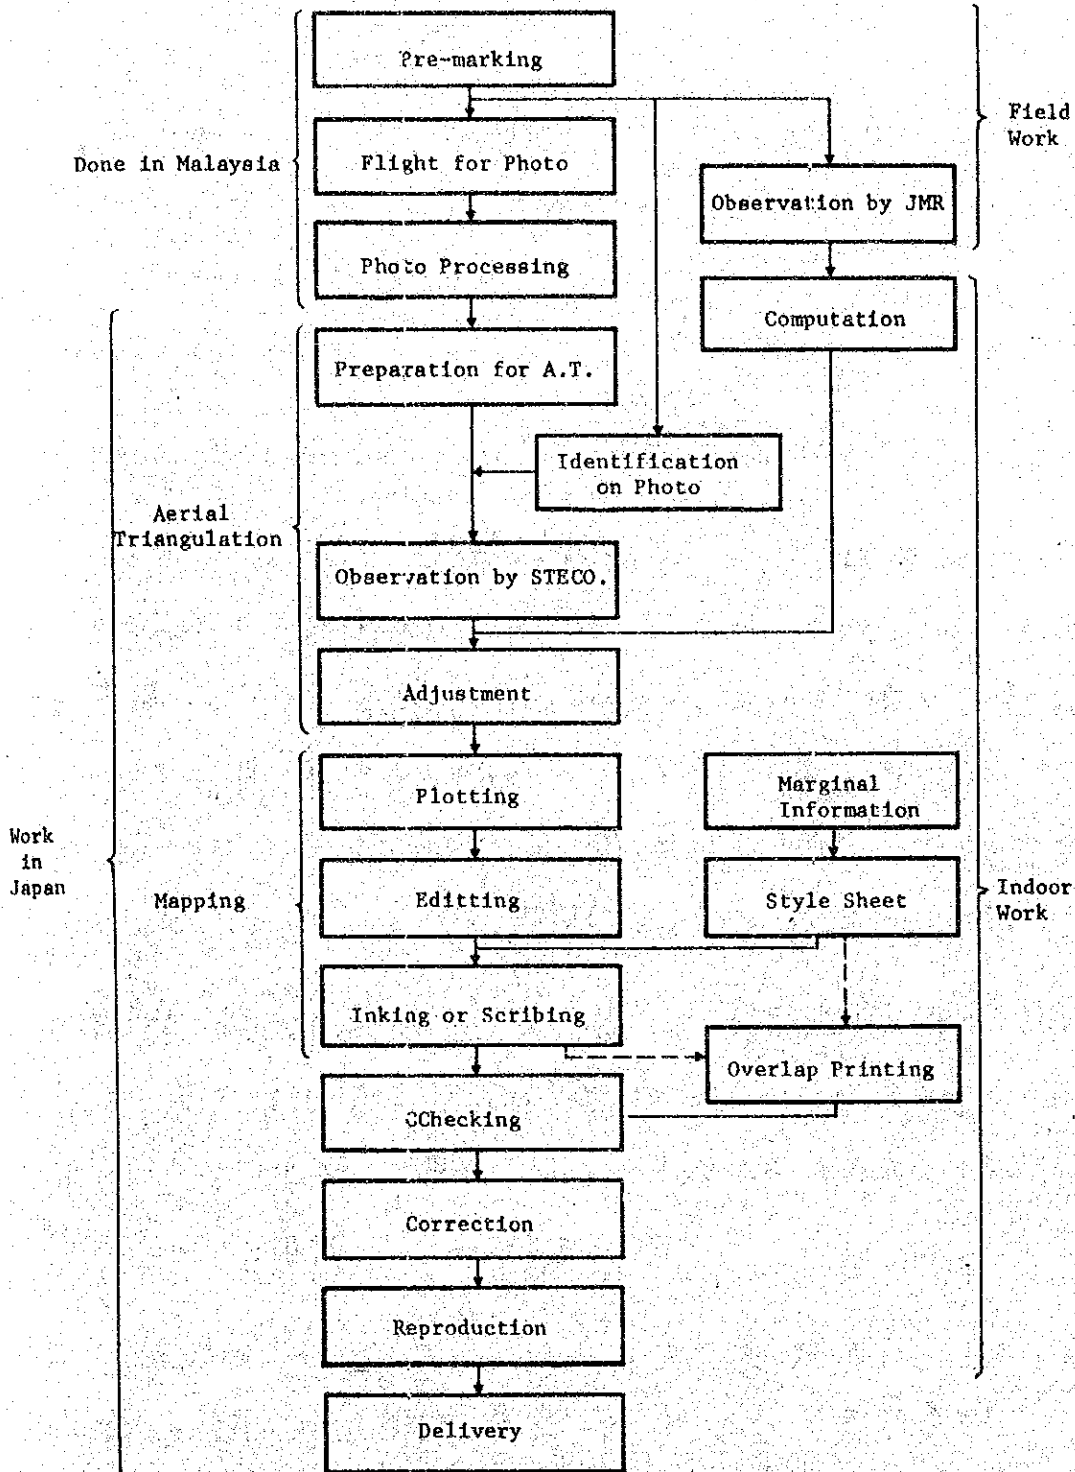 Pre-marking
Field
Work
Done in Malaysia
Flight for Photo
Observation by JMR
Photo Processing
Computation
Preparation for A.T.
Identification
on Photo
Aerial
Triangulation
Observation by STECO.
Adjustment
Plotting
Marginal
Information
Work
in
Japan
Mapping
Editting
Style Sheet
Indoor
Work
Inking or Scribing
Overlap Printing
CChecking
Correction
Reproduction
Delivery